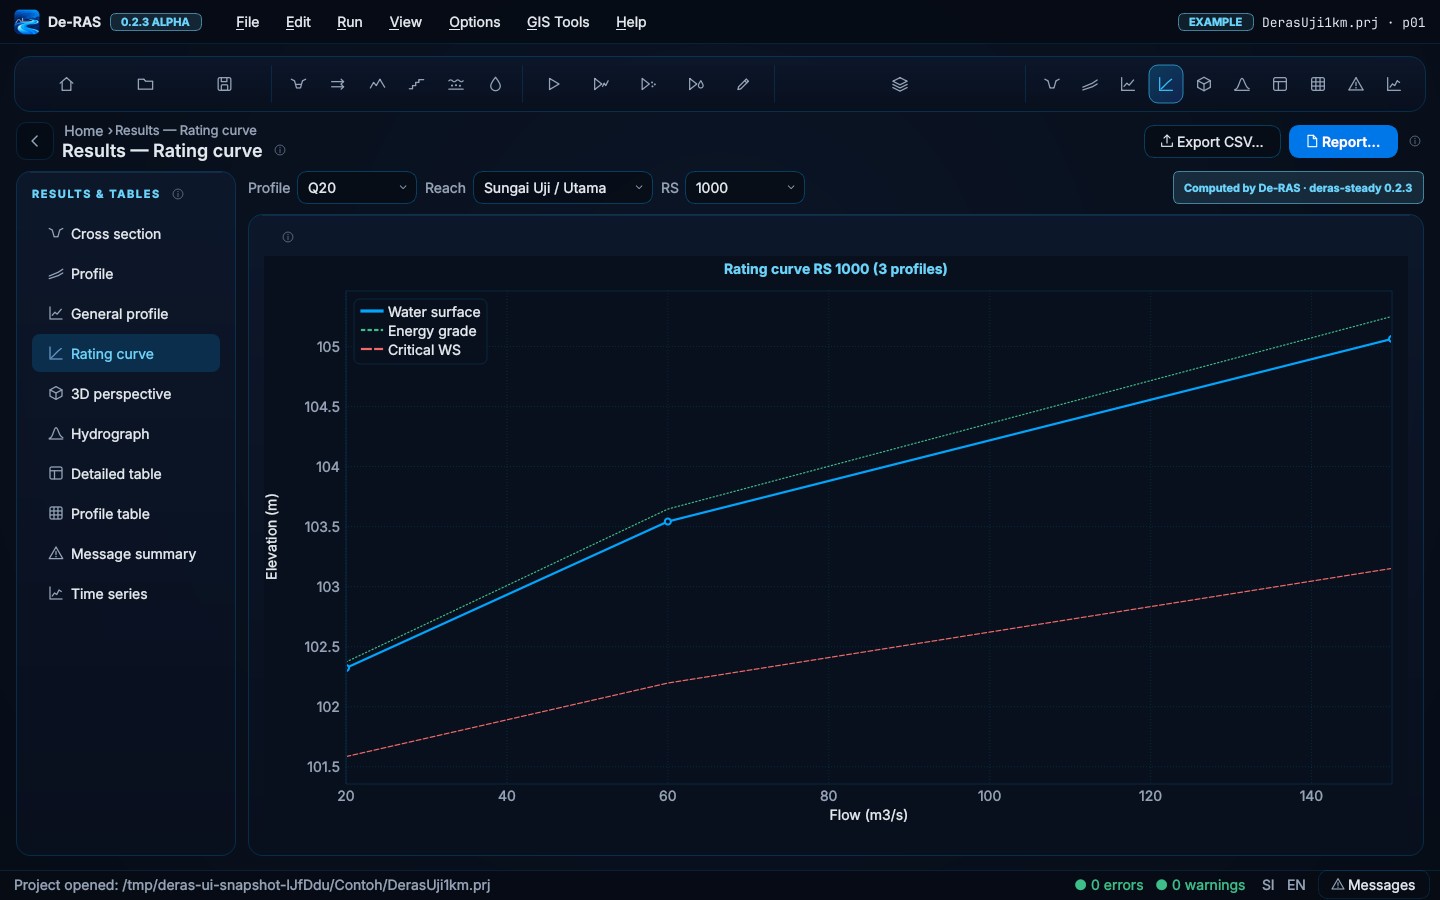 De-RAS 0.2.3 ALPHA File Edit Run View Options GIS Tools Help EXAMPLE DerasUji1km.prj · p01
Home › Results — Rating curve
Results — Rating curve
Export CSV... Report...
RESULTS & TABLES
Cross section
Profile
General profile
Rating curve
3D perspective
Hydrograph
Detailed table
Profile table
Message summary
Time series
Profile Q20 Reach Sungai Uji / Utama RS 1000 Computed by De-RAS · deras-steady 0.2.3
Rating curve RS 1000 (3 profiles)
Water surface
Energy grade
Critical WS
105
104.5
104
103.5
103
102.5
102
101.5
Elevation (m)
20 40 60 80 100 120 140
Flow (m3/s)
Project opened: /tmp/deras-ui-snapshot-lJfDdu/Contoh/DerasUji1km.prj 0 errors 0 warnings SI EN Messages